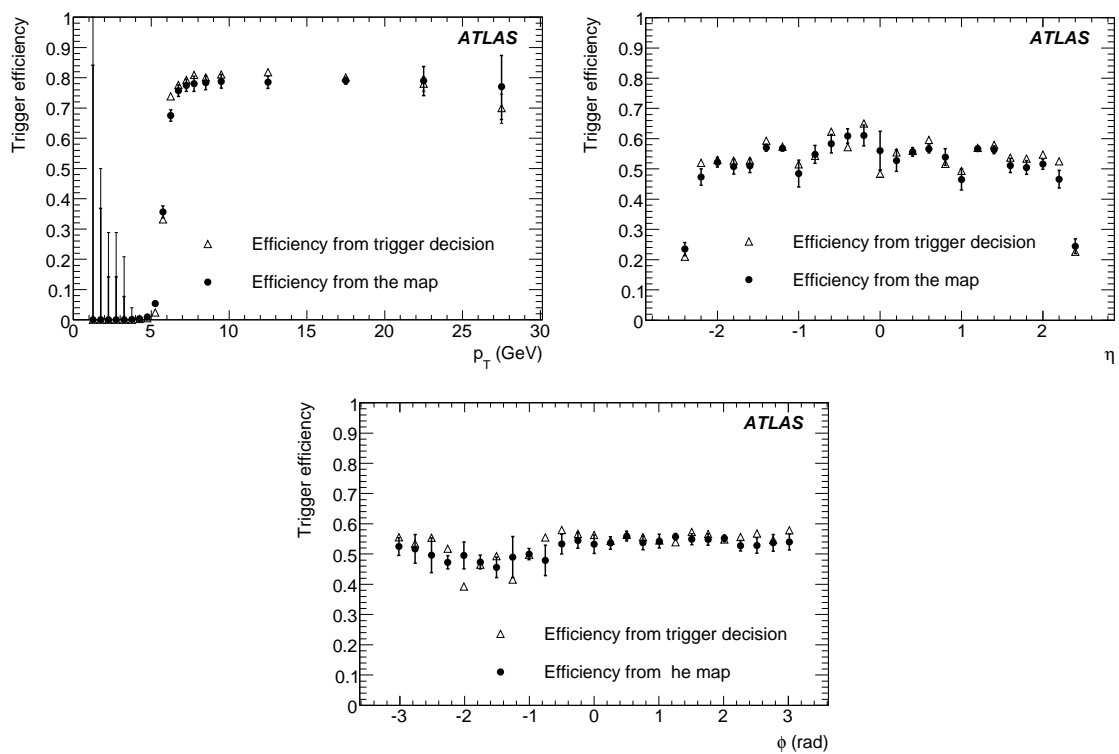 ATLAS
Trigger efficiency
1
0.9
0.8
0.7
0.6
0.5
0.4
0.3
0.2
0.1
0
Efficiency from trigger decision
Efficiency from the map
0 5 10 15 20 25 30
p_T (GeV)
ATLAS
Trigger efficiency
1
0.9
0.8
0.7
0.6
0.5
0.4
0.3
0.2
0.1
0
Efficiency from trigger decision
Efficiency from the map
-2 -1 0 1 2
η
ATLAS
Trigger efficiency
1
0.9
0.8
0.7
0.6
0.5
0.4
0.3
0.2
0.1
0
Efficiency from trigger decision
Efficiency from he map
-3 -2 -1 0 1 2 3
ϕ (rad)